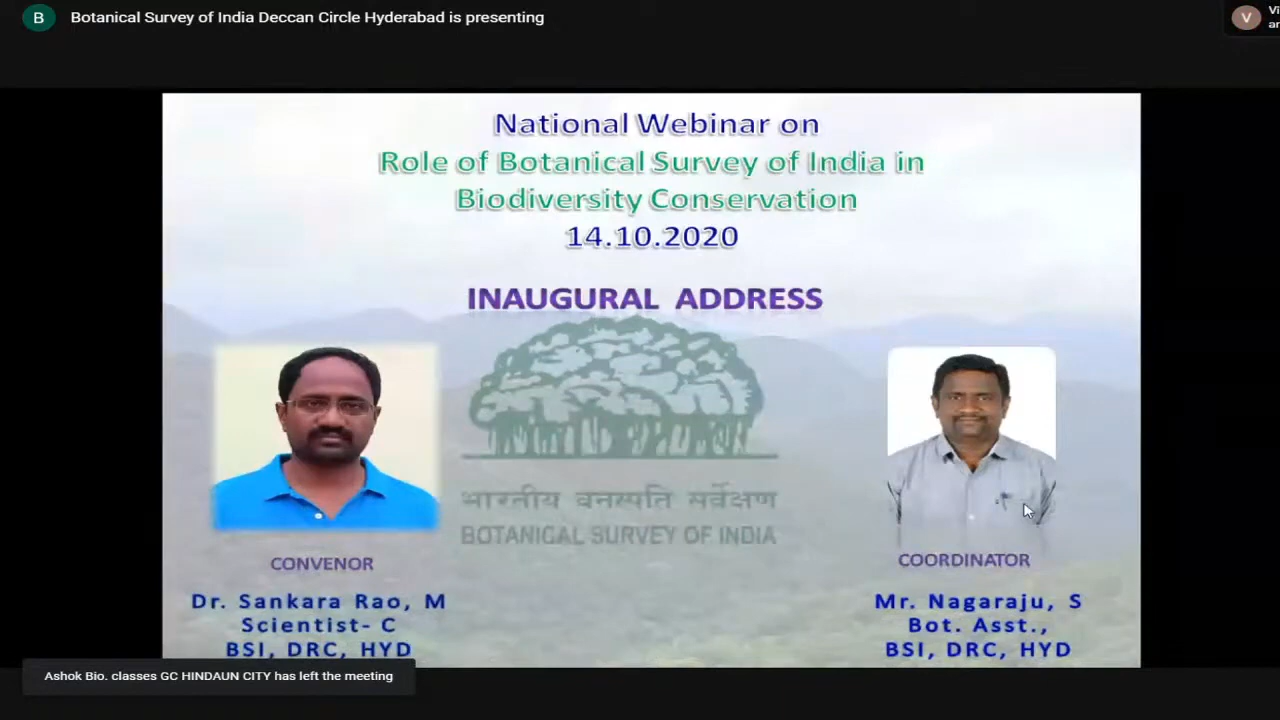 B
Botanical Survey of India Deccan Circle Hyderabad is presenting
V
National Webinar on
Role of Botanical Survey of India in
Biodiversity Conservation
14.10.2020
INAUGURAL ADDRESS
भारतीय वनस्पति सर्वेक्षण
BOTANICAL SURVEY OF INDIA
CONVENOR
Dr. Sankara Rao, M
Scientist- C
BSI, DRC, HYD
COORDINATOR
Mr. Nagaraju, S
Bot. Asst.,
BSI, DRC, HYD
Ashok Bio. classes GC HINDAUN CITY has left the meeting